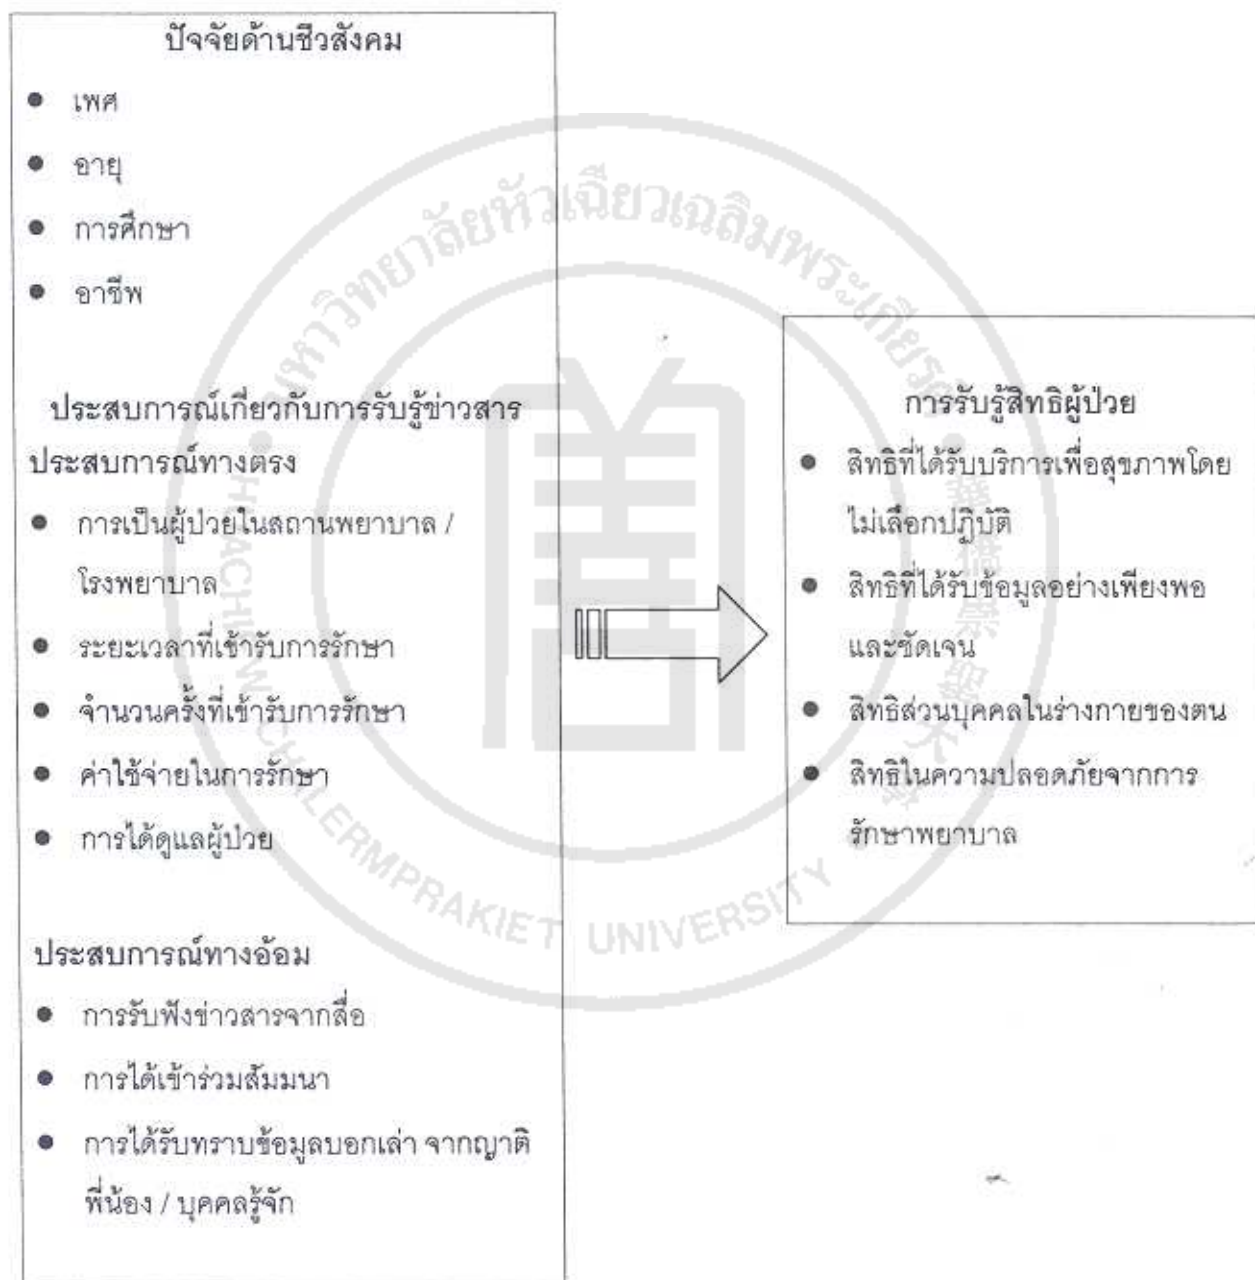 ปัจจัยด้านชีวสังคม
● เพศ
● อายุ
● การศึกษา
● อาชีพ
ประสบการณ์เกี่ยวกับการรับรู้ข่าวสาร
ประสบการณ์ทางตรง
● การเป็นผู้ป่วยในสถานพยาบาล /
โรงพยาบาล
● ระยะเวลาที่เข้ารับการรักษา
● จำนวนครั้งที่เข้ารับการรักษา
● ค่าใช้จ่ายในการรักษา
● การได้ดูแลผู้ป่วย
ประสบการณ์ทางอ้อม
● การรับฟังข่าวสารจากสื่อ
● การได้เข้าร่วมสัมมนา
● การได้รับทราบข้อมูลบอกเล่า จากญาติ
พี่น้อง / บุคคลรู้จัก
การรับรู้สิทธิผู้ป่วย
● สิทธิที่ได้รับบริการเพื่อสุขภาพโดย
ไม่เลือกปฏิบัติ
● สิทธิที่ได้รับข้อมูลอย่างเพียงพอ
และชัดเจน
● สิทธิส่วนบุคคลในร่างกายของตน
● สิทธิในความปลอดภัยจากการ
รักษาพยาบาล
มหาวิทยาลัยหัวเฉียวเฉลิมพระเกียรติ
HUACHIEW CHALERMPRAKIET UNIVERSITY
華僑崇聖大學